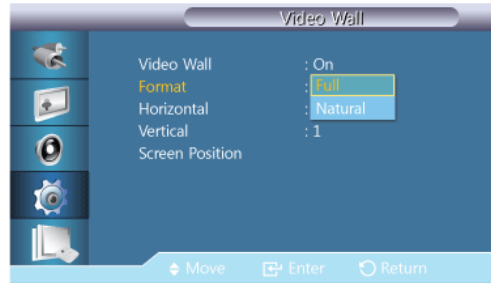 Video Wall
Video Wall : On
Format : Full
Horizontal : Natural
Vertical : 1
Screen Position
Move Enter Return